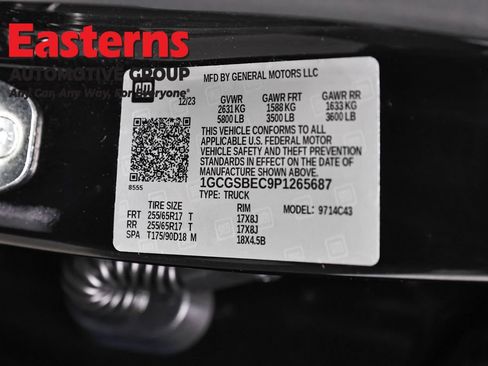 Easterns
AUTOMOTIVE GROUP
Any Car, Any Way, For Everyone
GM
MFD BY GENERAL MOTORS LLC
12/23 GVWR GAWR FRT GAWR RR
2631 KG 1588 KG 1633 KG
5800 LB 3500 LB 3600 LB
THIS VEHICLE CONFORMS TO ALL APPLICABLE
U.S. FEDERAL MOTOR VEHICLE SAFETY
STANDARDS IN EFFECT ON THE DATE OF
MANUFACTURE SHOWN ABOVE
1GCGSBEC9P1265687
TYPE: TRUCK
8555
MODEL: 9714C43
TIRE SIZE RIM
FRT 255/65R17 T 17X8J
RR 255/65R17 T 17X8J
SPA T175/90D18 M 18X4.5B